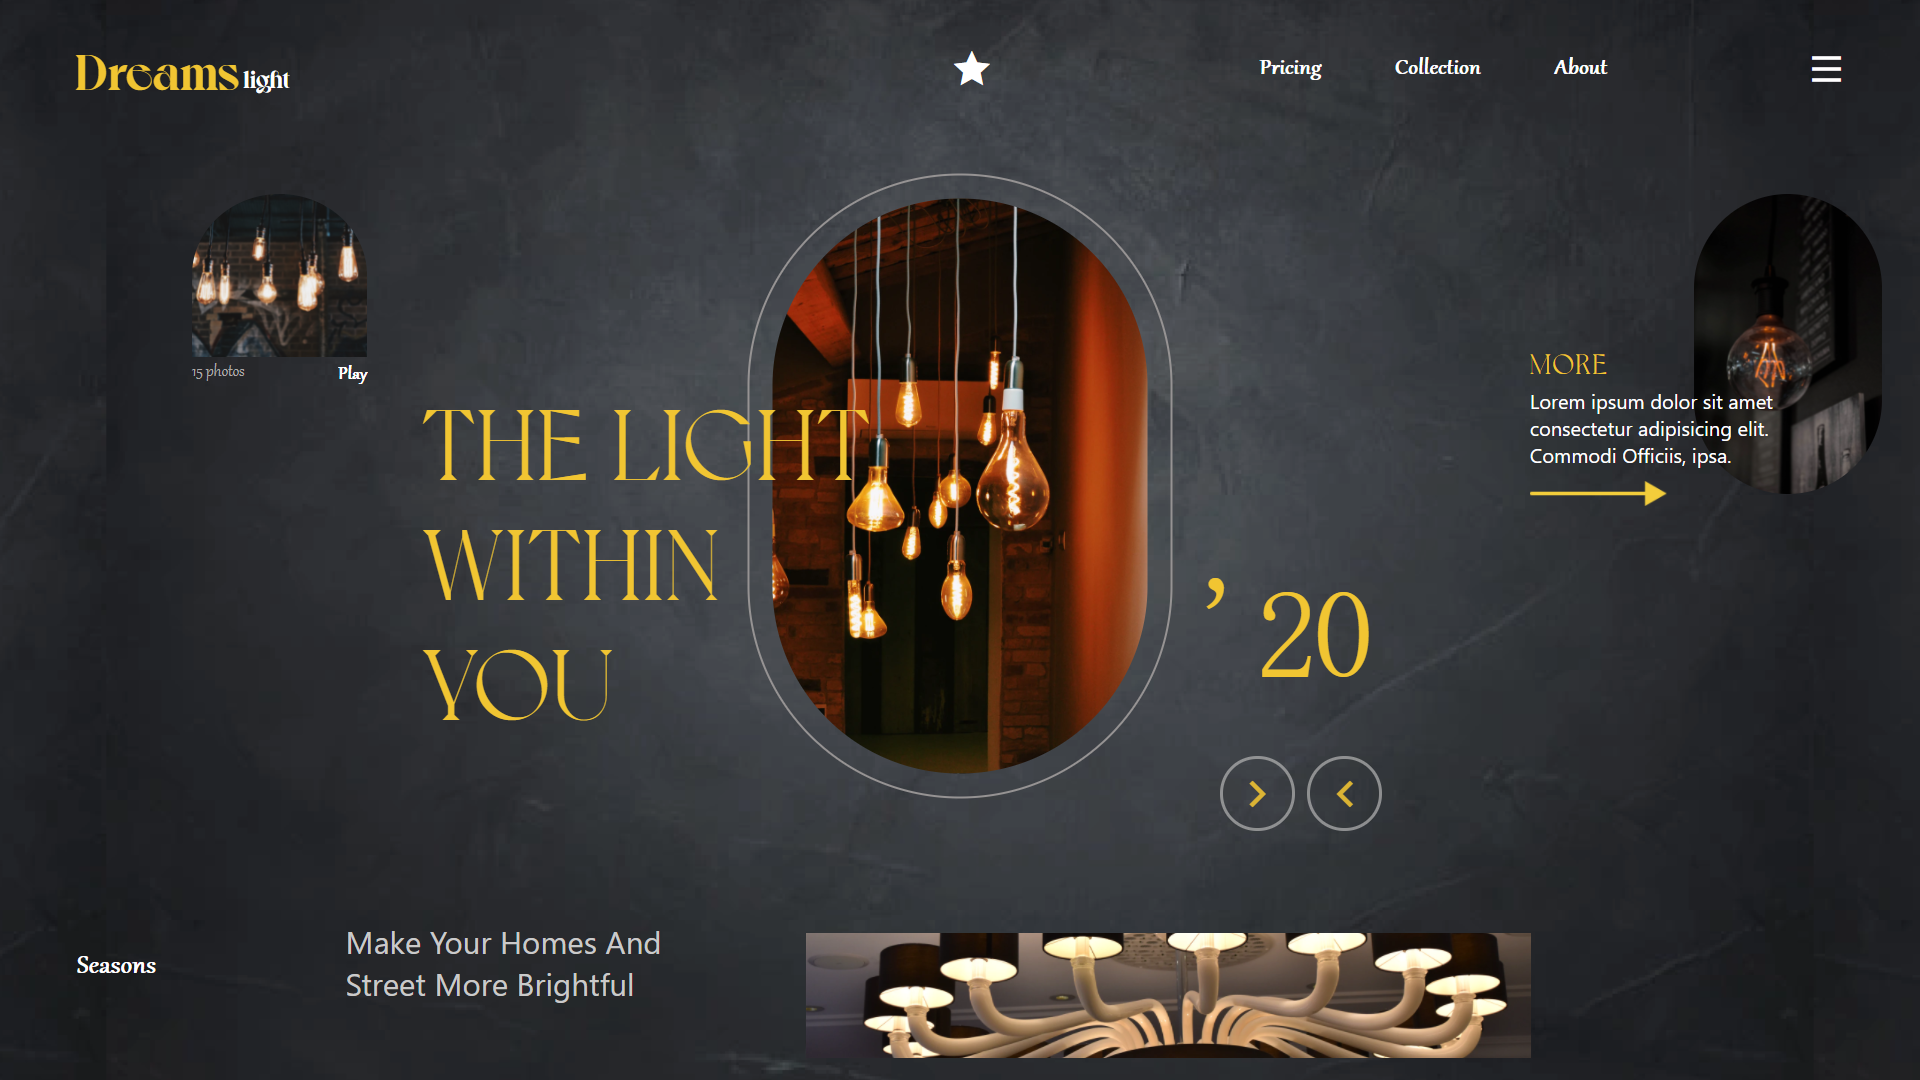 Dreams light
Pricing
Collection
About
15 photos
Play
THE LIGHT
WITHIN
YOU
MORE
Lorem ipsum dolor sit amet
consectetur adipisicing elit.
Commodi Officiis, ipsa.
’ 20
Seasons
Make Your Homes And
Street More Brightful